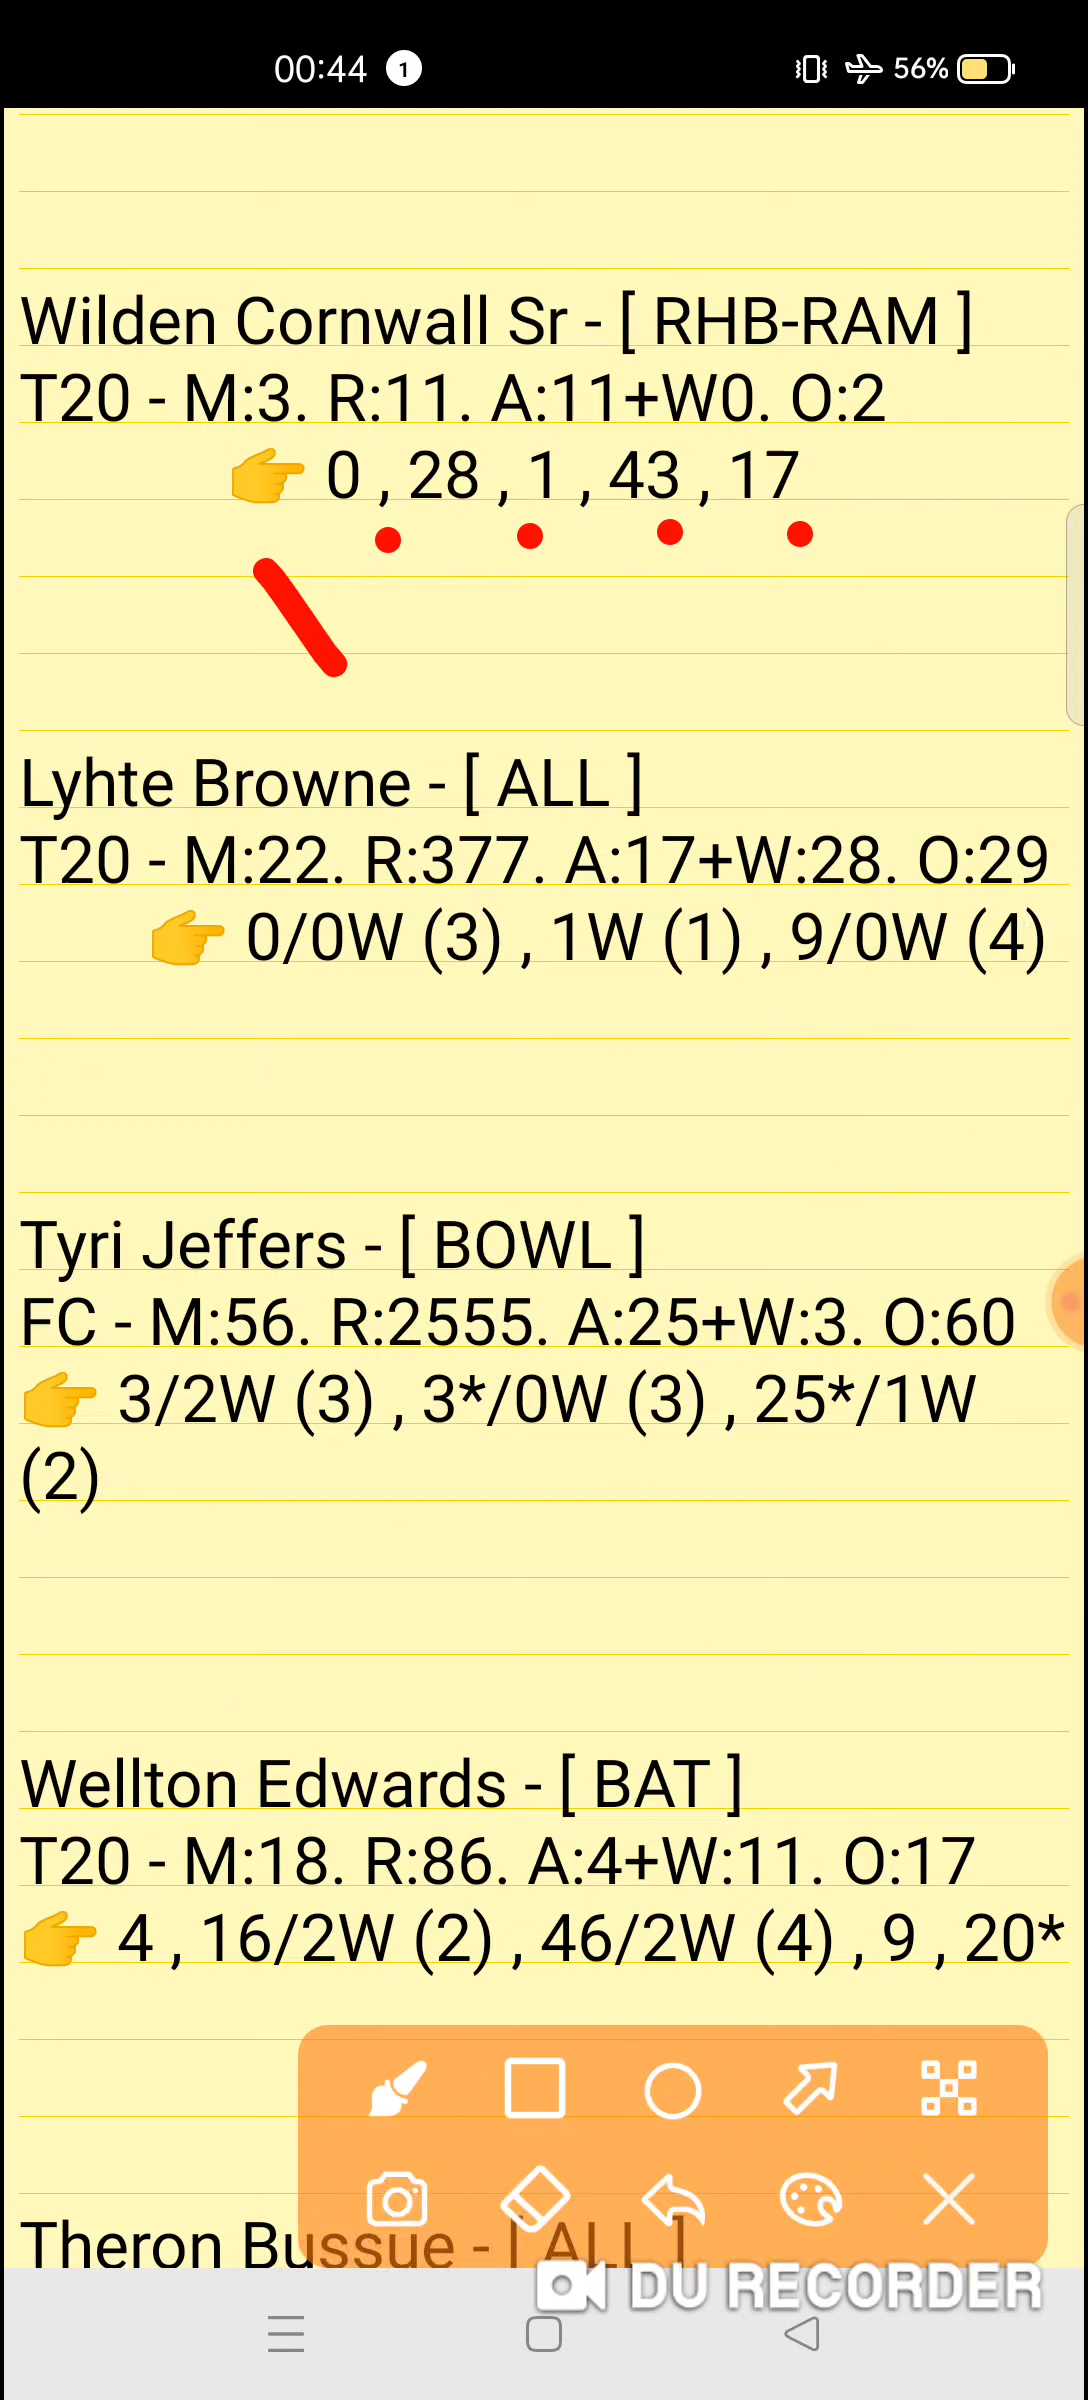 00:44 1 56%
Wilden Cornwall Sr - [ RHB-RAM ]
T20 - M:3. R:11. A:11+W0. O:2
👉 0 , 28 , 1 , 43 , 17
Lyhte Browne - [ ALL ]
T20 - M:22. R:377. A:17+W:28. O:29
👉 0/0W (3) , 1W (1) , 9/0W (4)
Tyri Jeffers - [ BOWL ]
FC - M:56. R:2555. A:25+W:3. O:60
👉 3/2W (3) , 3*/0W (3) , 25*/1W
(2)
Wellton Edwards - [ BAT ]
T20 - M:18. R:86. A:4+W:11. O:17
👉 4 , 16/2W (2) , 46/2W (4) , 9 , 20*
Theron Bussue - [ ALL ]
DU RECORDER